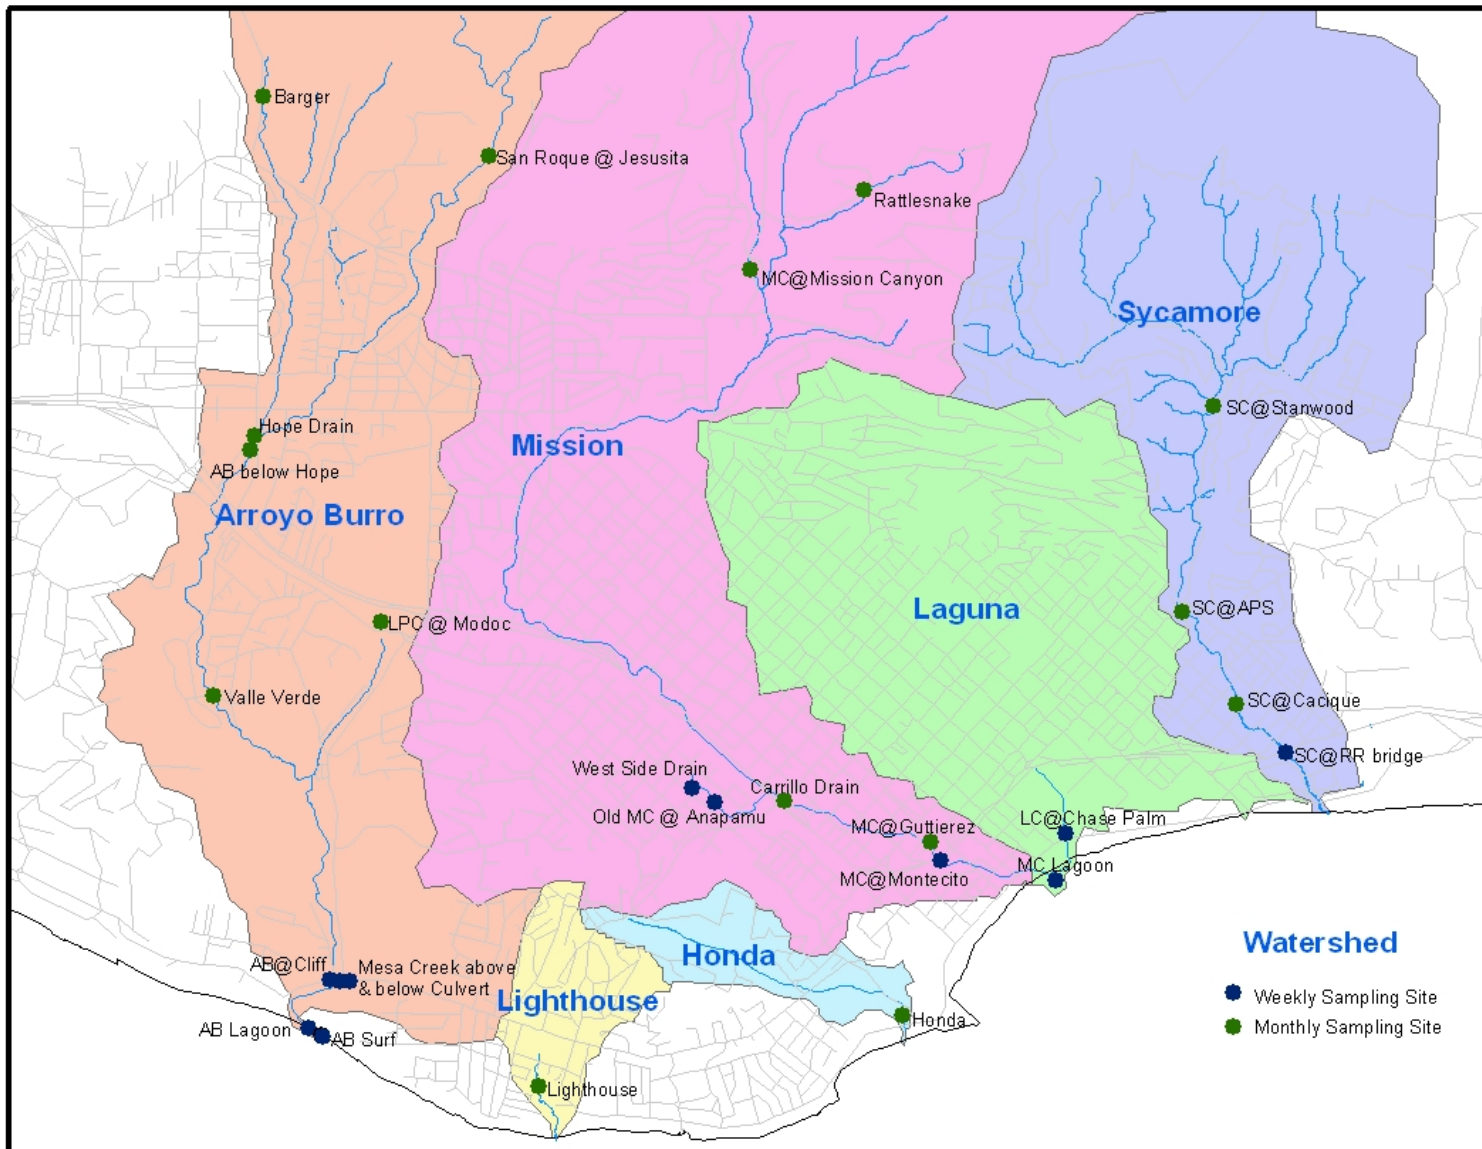 Barger
San Roque @ Jesusita
Rattlesnake
MC@Mission Canyon
Sycamore
SC@Stanwood
Hope Drain
Mission
AB below Hope
Arroyo Burro
Laguna
SC@APS
LPC @ Modoc
Valle Verde
SC@Cacique
SC@RR bridge
West Side Drain
Carrillo Drain
Old MC @ Anapamu
LC@Chase Palm
MC@Guttierez
MC Lagoon
MC@Montecito
Watershed
Honda
AB@Cliff
Mesa Creek above
& below Culvert
Lighthouse
Weekly Sampling Site
Honda
Monthly Sampling Site
AB Lagoon
AB Surf
Lighthouse